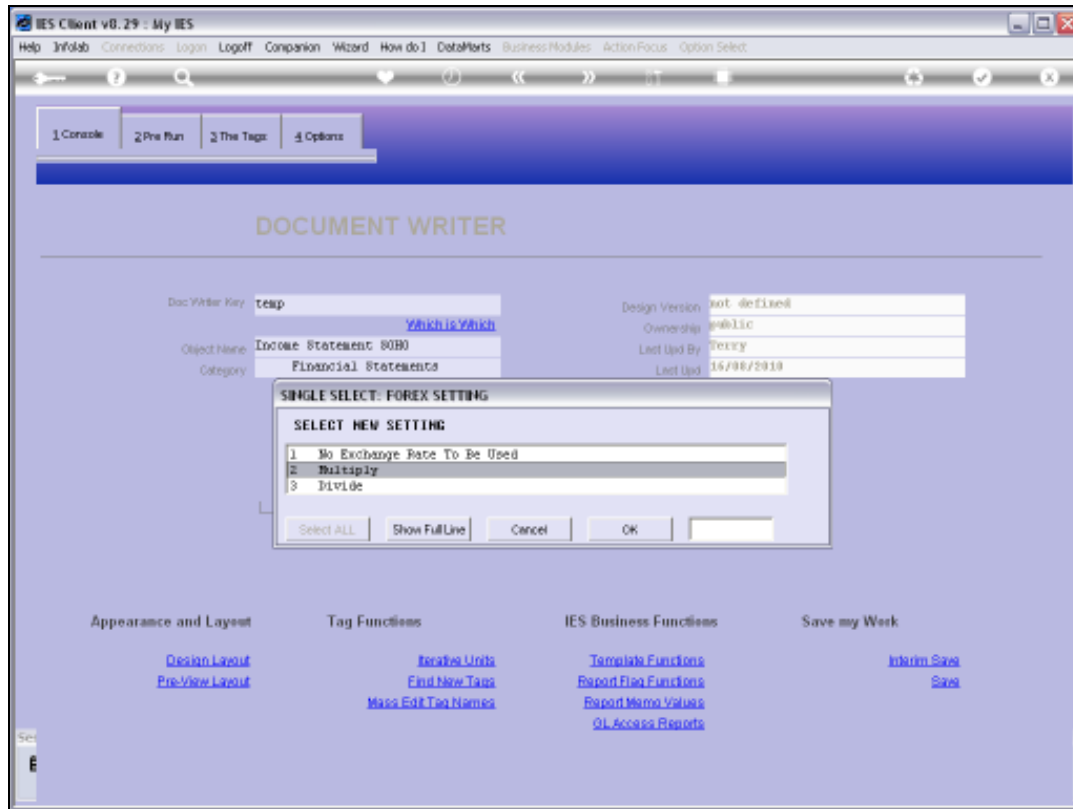 IES Client v8.29 : My IES
Help Infolab Connections Logon Logoff Companion Wizard How do I DataMarts Business Modules Action Focus Option Select
1 Console 2 Pre Run 3 The Tags 4 Options
DOCUMENT WRITER
Doc Writer Key temp
Which is Which
Object Name Income Statement SOHO
Category Financial Statements
Design Version not defined
Ownership public
Last Upd By Terry
Last Upd 16/08/2010
SINGLE SELECT: FOREX SETTING
SELECT NEW SETTING
1 No Exchange Rate To Be Used
2 Multiply
3 Divide
Select ALL Show Full Line Cancel OK
Appearance and Layout Tag Functions IES Business Functions Save my Work
Design Layout Iterative Units Template Functions Interim Save
Pre-View Layout Find New Tags Report Flag Functions Save
Mass Edit Tag Names Report Memo Values
GL Access Reports